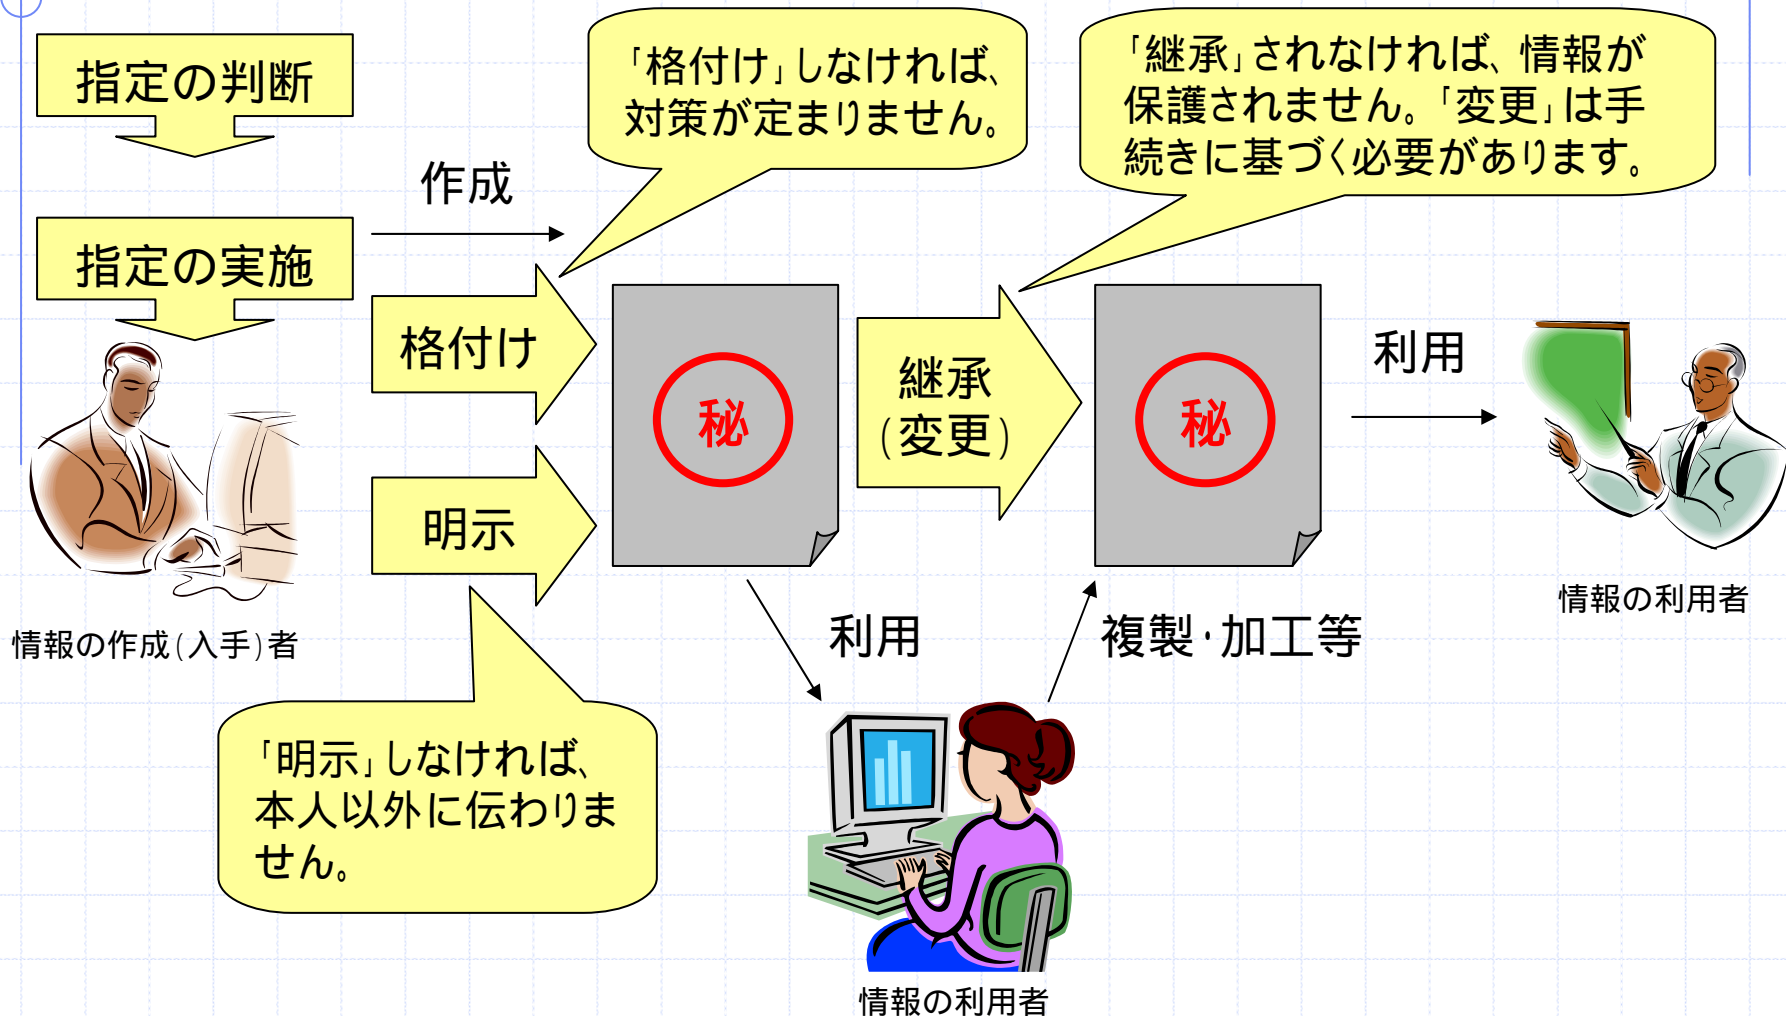 指定の判断
指定の実施
作成
「格付け」しなければ、
対策が定まりません。
「継承」されなければ、情報が
保護されません。「変更」は手
続きに基づく必要があります。
格付け
明示
秘
継承
(変更)
秘
利用
情報の作成(入手)者
利用
複製・加工等
情報の利用者
「明示」しなければ、
本人以外に伝わりま
せん。
情報の利用者